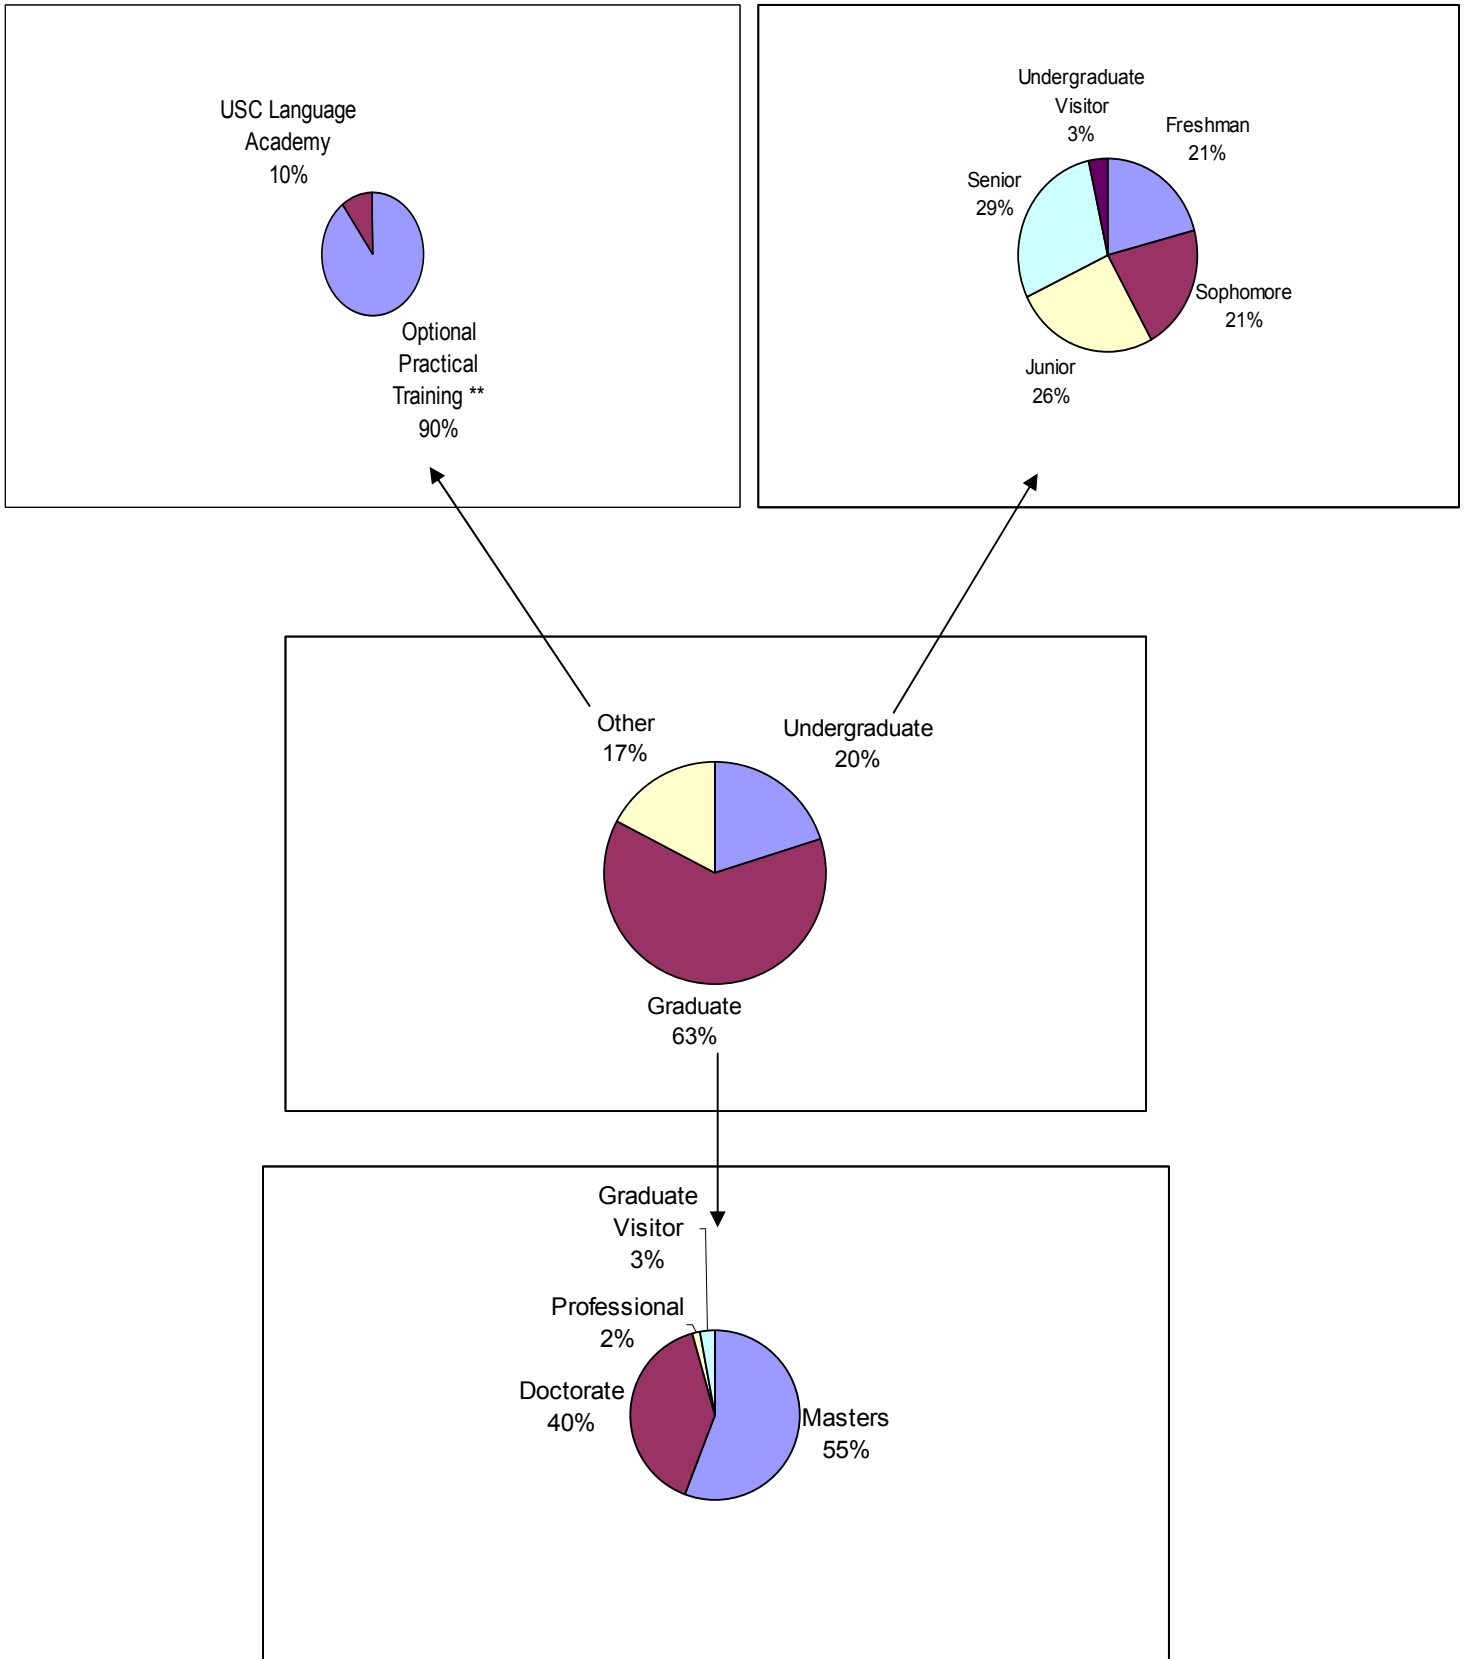 USC Language
Academy
10%
Optional
Practical
Training **
90%
Undergraduate
Visitor
3%
Freshman
21%
Senior
29%
Sophomore
21%
Junior
26%
Other
17%
Undergraduate
20%
Graduate
63%
Graduate
Visitor
3%
Professional
2%
Doctorate
40%
Masters
55%